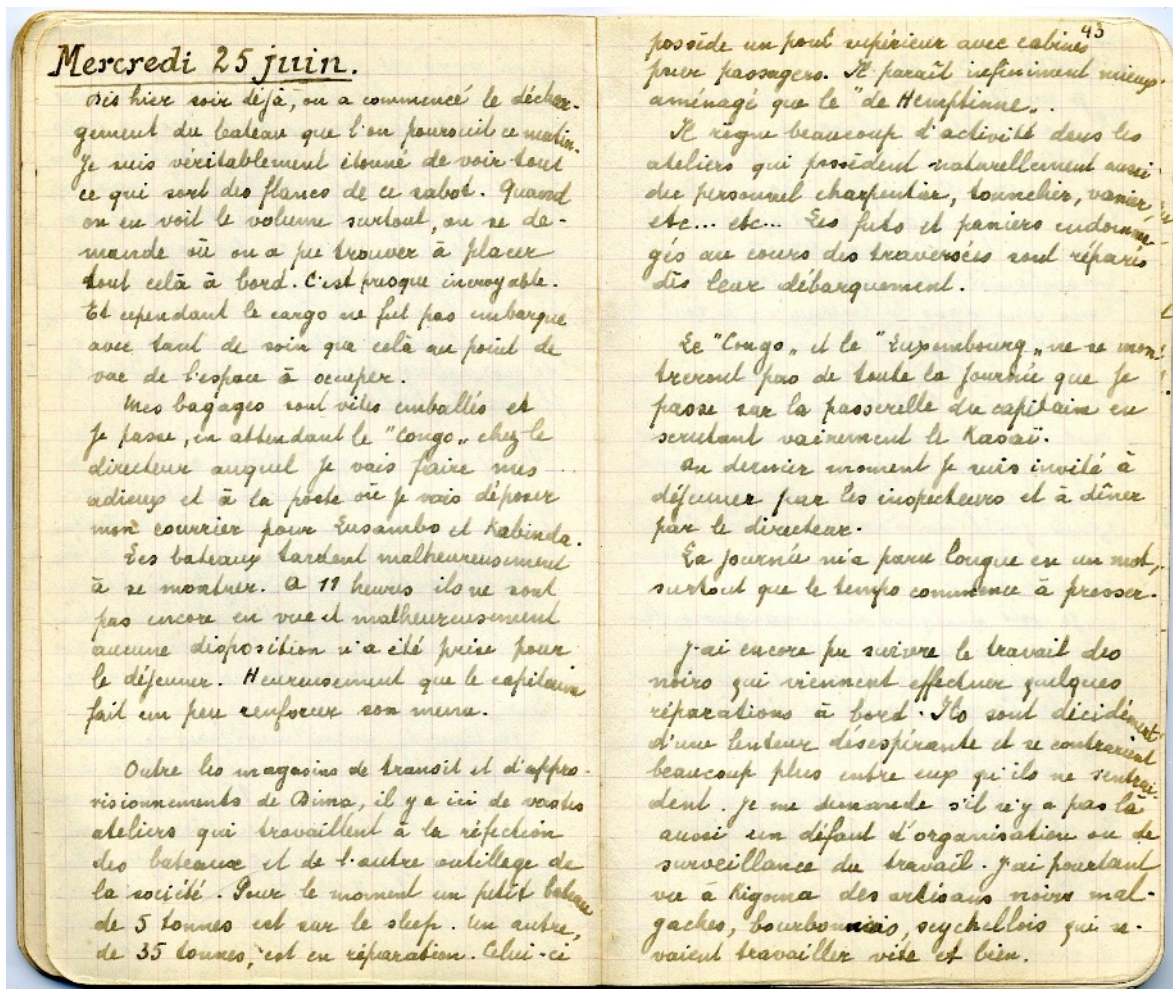 Mercredi 25 juin.
Dès hier soir déjà, on a commencé le déchar-
gement du bateau que l'on poursuit ce matin.
Je suis véritablement étonné de voir tout
ce qui sort des flancs de ce sabot. Quand
on en voit le volume surtout, on se de-
mande où on a pu trouver à placer
tout celà à bord. C'est presque incroyable.
Et cependant le cargo ne fut pas embarqué
avec tant de soin que celà au point de
vue de l'espace à occuper.
Mes bagages sont vites emballés et
je passe, en attendant le "Congo" chez le
directeur auquel je vais faire mes
adieux et à la poste où je vais déposer
mon courrier pour Lusambo et Kabinda.
Les bateaux tardent malheureusement
à se montrer. A 11 heures ils ne sont
pas encore en vue et malheureusement
aucune disposition n'a été prise pour
le déjeuner. Heureusement que le capitaine
fait un peu renforcer son menu.
Outre les magasins de transit et d'appro-
visionnements de Dima, il y a ici de vastes
ateliers qui travaillent à la réfection
des bateaux et de l'autre outillage de
la société. Pour le moment un petit bateau
de 5 tonnes est sur le sleep. Un autre,
de 35 tonnes, est en réparation. Celui-ci
43
possède un pont supérieur avec cabines
pour passagers. Il paraît infiniment mieux
aménagé que le "de Hemptinne".
Il règne beaucoup d'activité dans les
ateliers qui possèdent naturellement aussi
du personnel charpentier, tonnelier, vanier,
etc... etc... Les futs et paniers endomma-
gés au cours des traversées sont réparés
dès leur débarquement.
Le "Congo" et le "Luxembourg" ne se mon-
treront pas de toute la journée que je
passe sur la passerelle du capitain en
scrutant vainement le Kasaï.
Au dernier moment je suis invité à
déjeuner par les inspecteurs et à dîner
par le directeur.
La journée m'a paru longue en un mot,
surtout que le temps commence à presser.
J'ai encore pu suivre le travail des
noirs qui viennent effectuer quelques
réparations à bord. Ils sont décidément
d'une lenteur désespérante et se contrarient
beaucoup plus entre eux qu'ils ne s'entrai-
dent. Je me demande s'il n'y a pas là
aussi un défaut d'organisation ou de
surveillance du travail. J'ai pourtant
vu à Kigoma des artisans noirs mal-
gaches, bourbonnais, seychellois qui sa-
vaient travailler vite et bien.